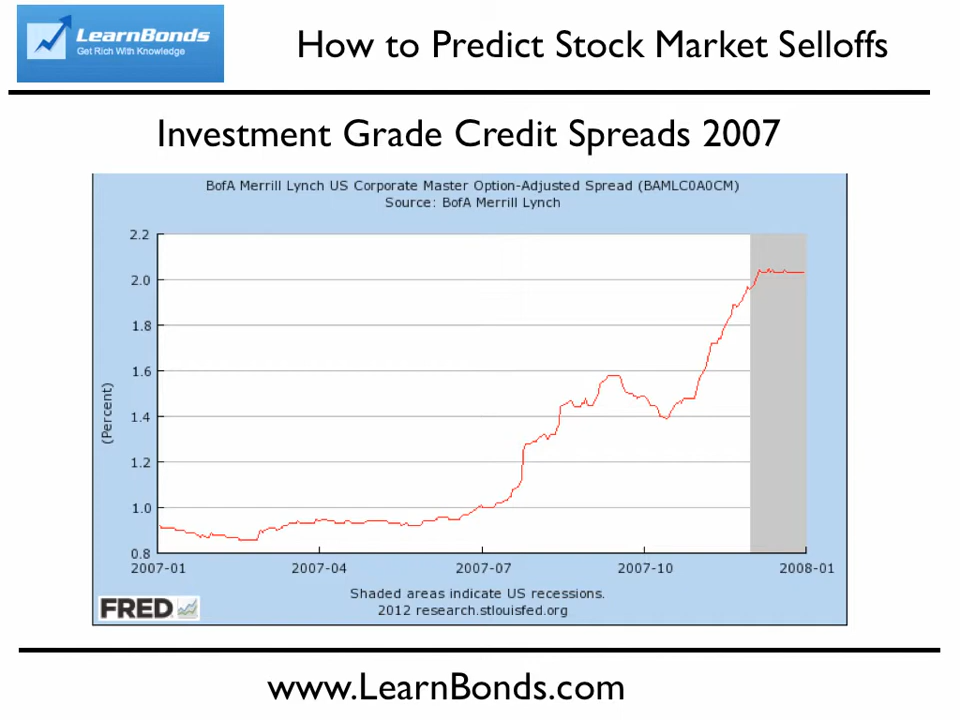 LearnBonds
Get Rich With Knowledge
How to Predict Stock Market Selloffs
Investment Grade Credit Spreads 2007
BofA Merrill Lynch US Corporate Master Option-Adjusted Spread (BAMLC0A0CM)
Source: BofA Merrill Lynch
2.2
2.0
1.8
1.6
1.4
1.2
1.0
0.8
(Percent)
2007-01 2007-04 2007-07 2007-10 2008-01
Shaded areas indicate US recessions.
2012 research.stlouisfed.org
FRED
www.LearnBonds.com